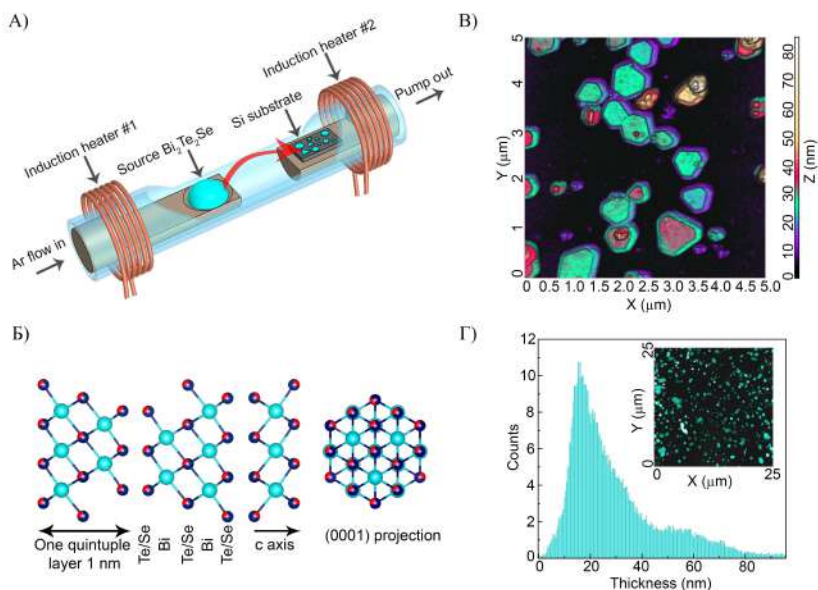 А)
Induction heater #1
Source Bi2Te2Se
Si substrate
Induction heater #2
Pump out
Ar flow in
В)
5
4
3
2
1
0
Y (μm)
0 0.5 1.0 1.5 2.0 2.5 3.0 3.5 4.0 4.5 5.0
X (μm)
80
70
60
50
40
30
20
10
0
Z (nm)
Б)
One quintuple
layer 1 nm
Te/Se
Bi
Te/Se
Bi
Te/Se
c axis
(0001) projection
Г)
12
10
8
6
4
2
0
Counts
0 20 40 60 80
Thickness (nm)
25
Y (μm)
0
0 25
X (μm)